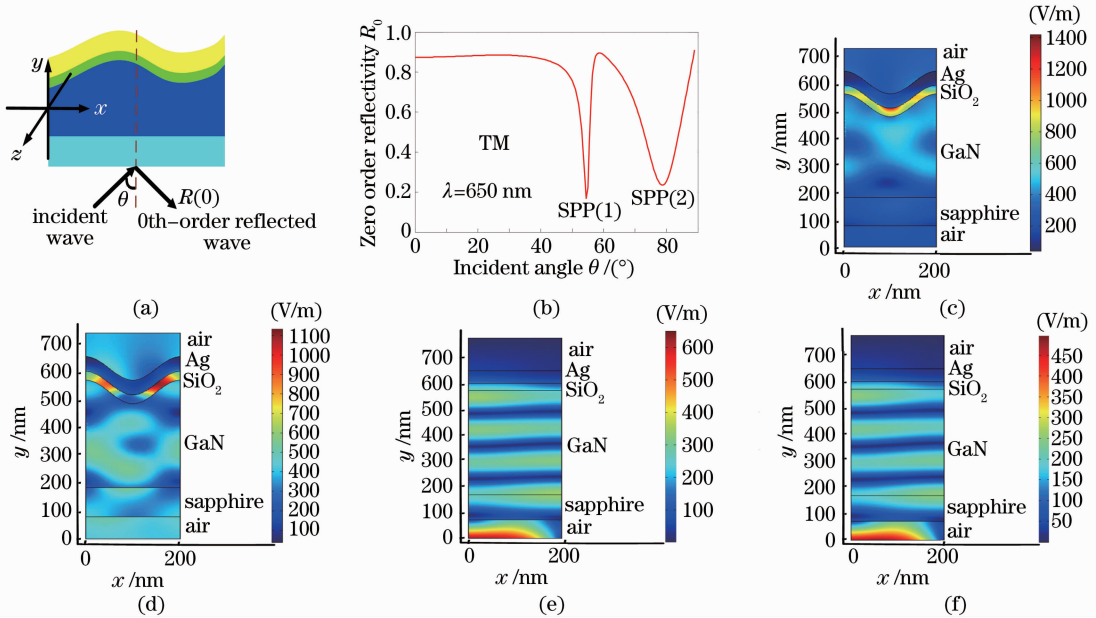 y
x
z
θ
R(0)
incident
wave
0th-order reflected
wave
(a)
Zero order reflectivity R₀
1.0
0.8
0.6
0.4
0.2
0
0 20 40 60 80
TM
λ=650 nm
SPP(1)
SPP(2)
Incident angle θ /(°)
(b)
(V/m)
y /mm
700
600
500
400
300
200
100
0
air
Ag
SiO₂
GaN
sapphire
air
1400
1200
1000
800
600
400
200
0 200
x /nm
(c)
(V/m)
y /nm
700
600
500
400
300
200
100
0
air
Ag
SiO₂
GaN
sapphire
air
1100
1000
900
800
700
600
500
400
300
200
100
0 200
x /nm
(d)
(V/m)
y /nm
700
600
500
400
300
200
100
0
air
Ag
SiO₂
GaN
sapphire
air
600
500
400
300
200
100
0 200
x /nm
(e)
(V/m)
y /nm
700
600
500
400
300
200
100
0
air
Ag
SiO₂
GaN
sapphire
air
450
400
350
300
250
200
150
100
50
0 200
x /nm
(f)